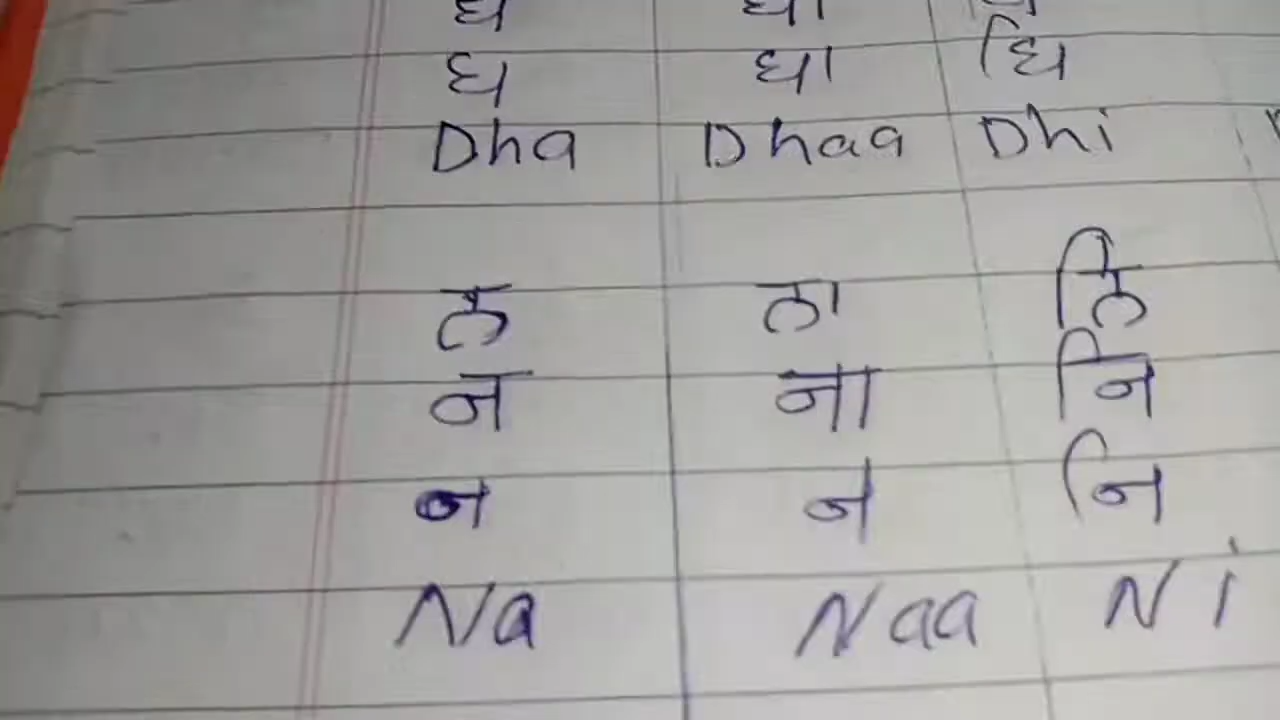 ધ ધા ધિ
Dha Dhaa Dhi
ਨ ਨਾ ਨਿ
न ना नि
ન ન નિ
Na Naa Ni